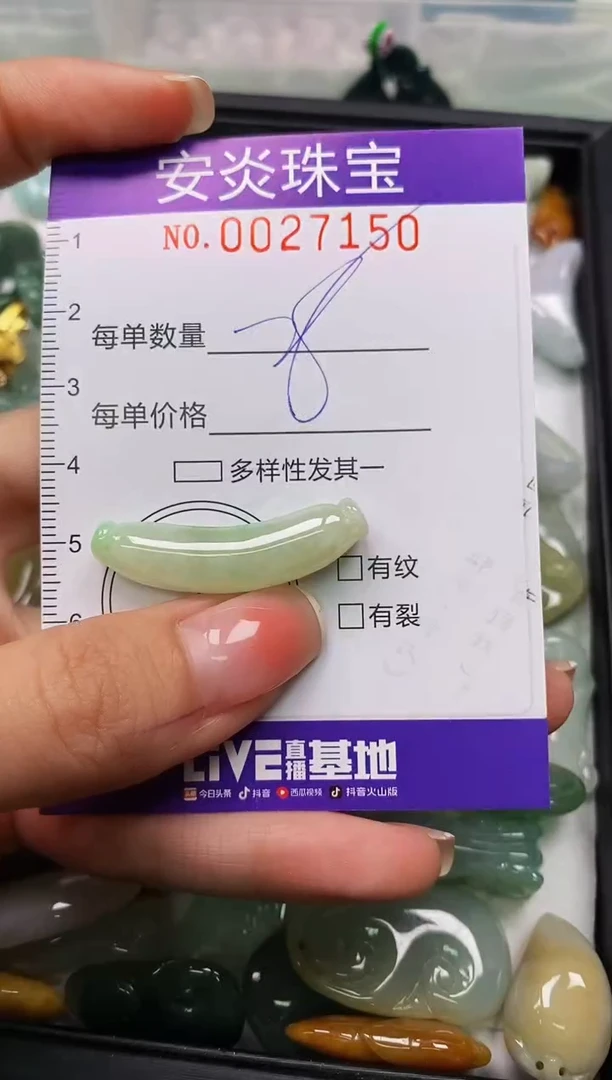 安炎珠宝
NO.0027150
1
2
每单数量
3
每单价格
4
多样性发其一
5
有纹
6
有裂
LiVE直播基地
今日头条 抖音 西瓜视频 抖音火山版